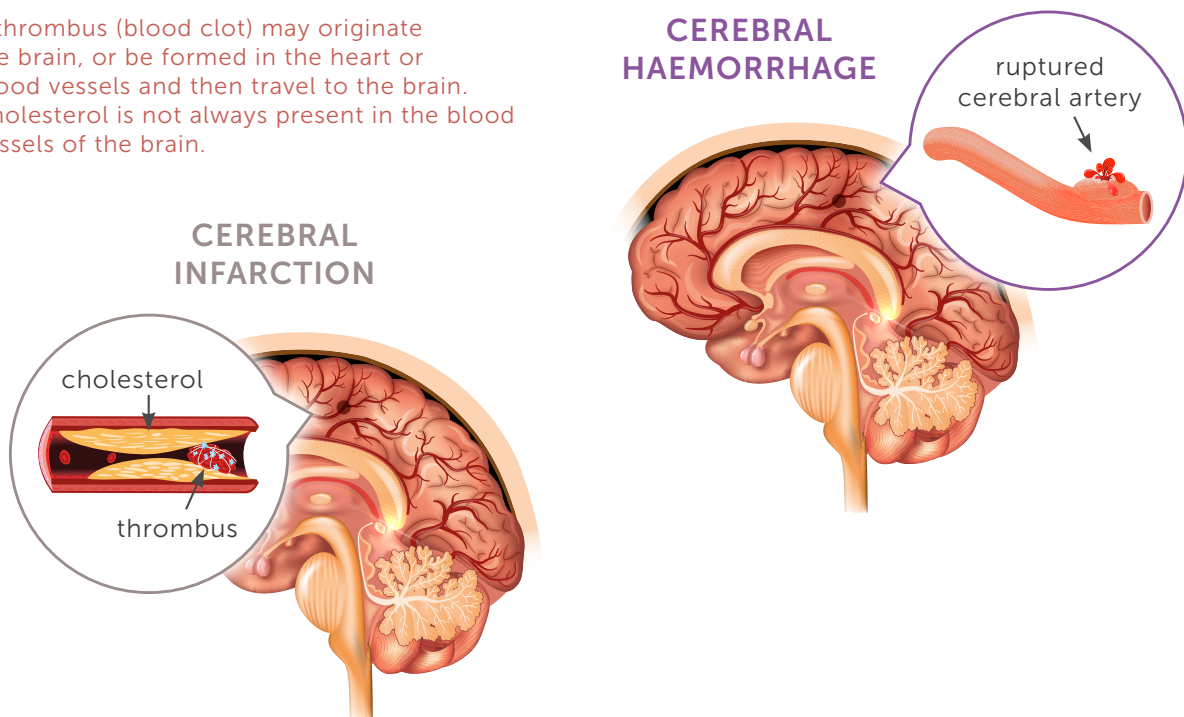 thrombus (blood clot) may originate
e brain, or be formed in the heart or
ood vessels and then travel to the brain.
holesterol is not always present in the blood
ssels of the brain.
CEREBRAL
INFARCTION
cholesterol
thrombus
CEREBRAL
HAEMORRHAGE
ruptured
cerebral artery